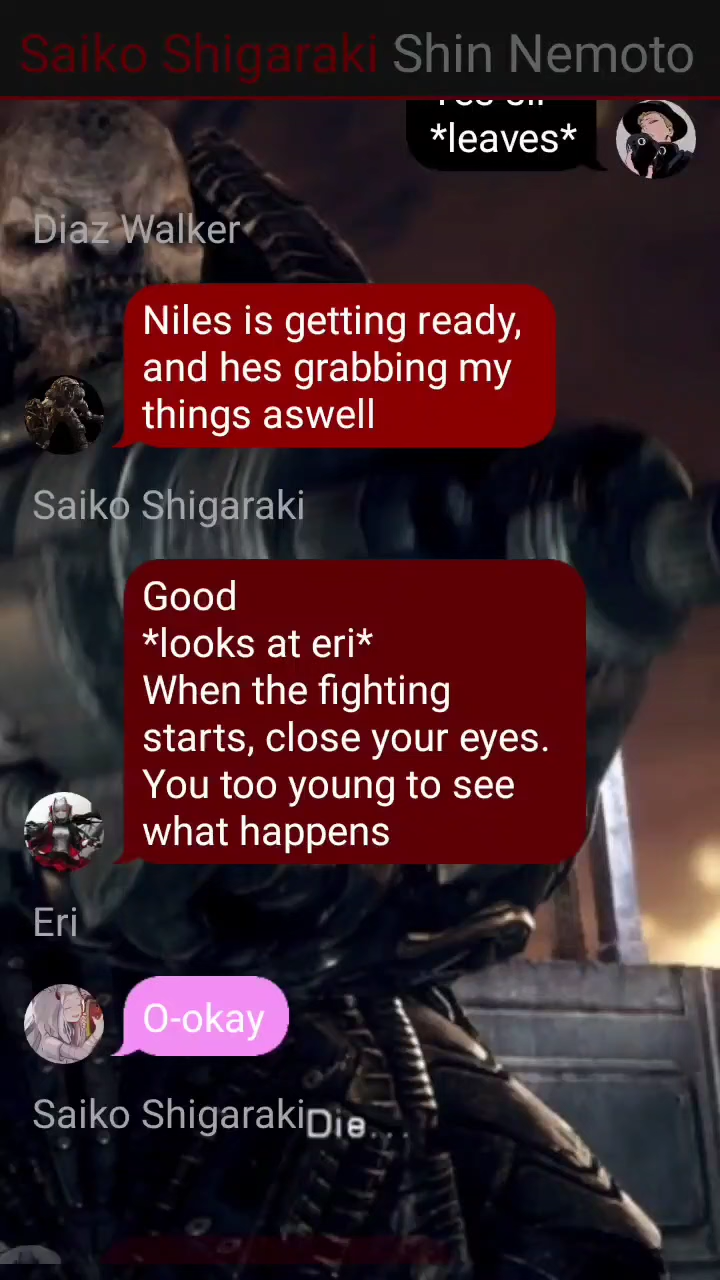 Saiko Shigaraki Shin Nemoto
*leaves*
Diaz Walker
Niles is getting ready,
and hes grabbing my
things aswell
Saiko Shigaraki
Good
*looks at eri*
When the fighting
starts, close your eyes.
You too young to see
what happens
Eri
O-okay
Saiko Shigaraki
Die...